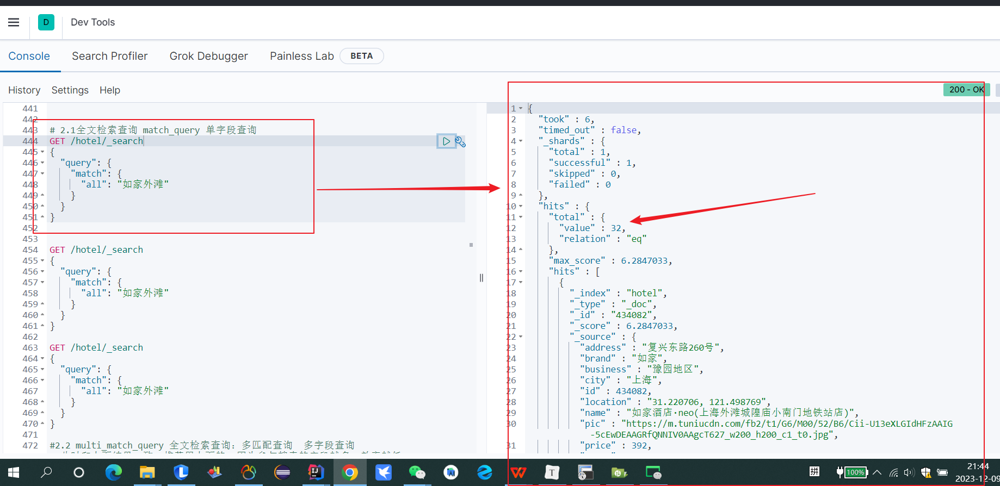 D Dev Tools
Console Search Profiler Grok Debugger Painless Lab BETA
History Settings Help
200 - OK
441
442
443 # 2.1全文检索查询 match_query 单字段查询
444 GET /hotel/_search
445 {
446 "query": {
447 "match": {
448 "all": "如家外滩"
449 }
450 }
451 }
452
453
454 GET /hotel/_search
455 {
456 "query": {
457 "match": {
458 "all": "如家外滩"
459 }
460 }
461 }
462
463 GET /hotel/_search
464 {
465 "query": {
466 "match": {
467 "all": "如家外滩"
468 }
469 }
470 }
471
472 #2.2 multi_match_query 全文检索查询：多匹配查询 多字段查询
1 {
2 "took" : 6,
3 "timed_out" : false,
4 "_shards" : {
5 "total" : 1,
6 "successful" : 1,
7 "skipped" : 0,
8 "failed" : 0
9 },
10 "hits" : {
11 "total" : {
12 "value" : 32,
13 "relation" : "eq"
14 },
15 "max_score" : 6.2847033,
16 "hits" : [
17 {
18 "_index" : "hotel",
19 "_type" : "_doc",
20 "_id" : "434082",
21 "_score" : 6.2847033,
22 "_source" : {
23 "address" : "复兴东路260号",
24 "brand" : "如家",
25 "business" : "豫园地区",
26 "city" : "上海",
27 "id" : 434082,
28 "location" : "31.220706, 121.498769",
29 "name" : "如家酒店·neo(上海外滩城隍庙小南门地铁站店)",
30 "pic" : "https://m.tuniucdn.com/fb2/t1/G6/M00/52/B6/Cii-U13eXLGIdHFzAAIG
-5cEwDEAAGRfQNNIV0AAgcT627_w200_h200_c1_t0.jpg",
31 "price" : 392,
拼 100% 21:44
2023-12-09